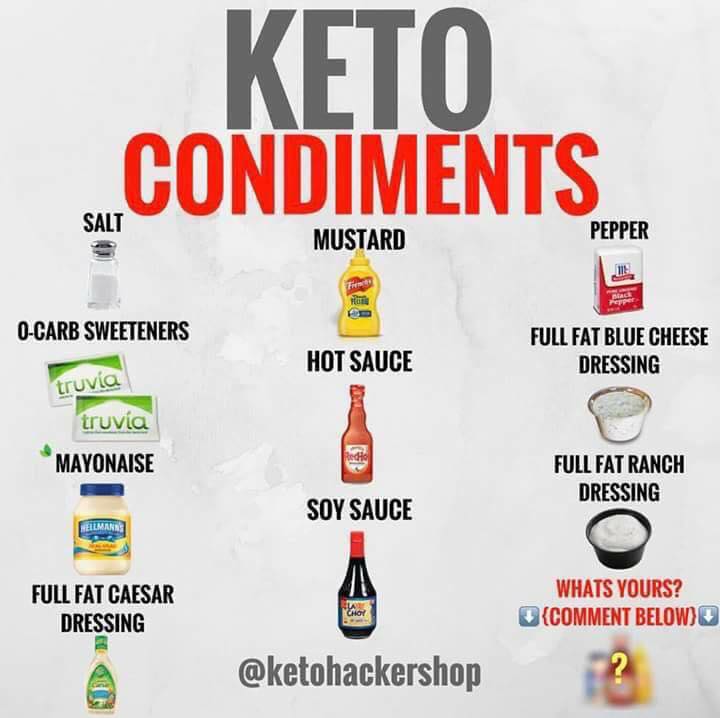 KETO
CONDIMENTS
SALT
MUSTARD
PEPPER
French's
McCormick
Black
Pepper
O-CARB SWEETENERS
truvia
truvia
HOT SAUCE
RedHot
FULL FAT BLUE CHEESE
DRESSING
MAYONAISE
HELLMANN'S
SOY SAUCE
LA
CHOY
FULL FAT RANCH
DRESSING
FULL FAT CAESAR
DRESSING
WHATS YOURS?
{COMMENT BELOW}
?
@ketohackershop